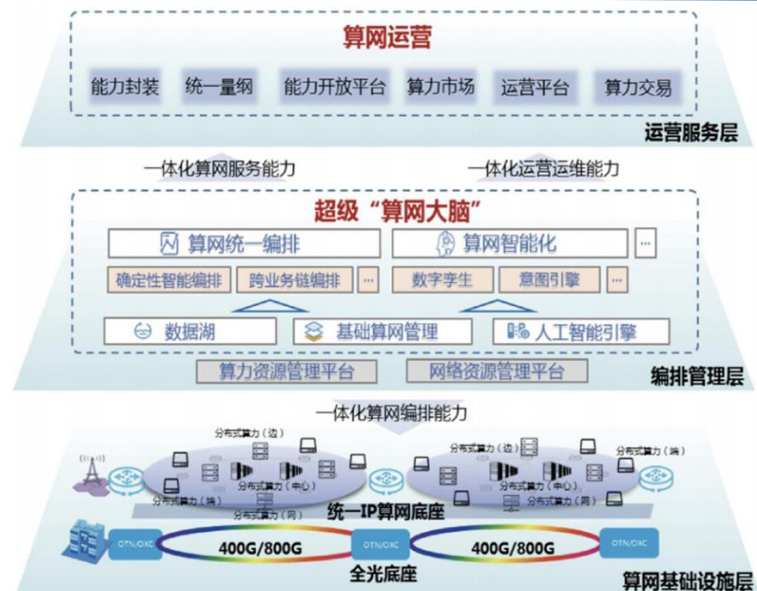 算网运营
能力封装 统一量纲 能力开放平台 算力市场 运营平台 算力交易
运营服务层
一体化算网服务能力 一体化运营运维能力
超级“算网大脑”
算网统一编排 算网智能化 ...
确定性智能编排 跨业务链编排 ... 数字孪生 意图引擎 ...
数据湖 基础算网管理 人工智能引擎
算力资源管理平台 网络资源管理平台
编排管理层
一体化算网编排能力
分布式算力（边） 分布式算力（边） 分布式算力（端）
分布式算力（中心） 分布式算力（中心）
分布式算力（端） 分布式算力（网）
分布式算力（网）
统一IP算网底座
OTN/OXC 400G/800G OTN/OXC 400G/800G OTN/OXC
全光底座
算网基础设施层